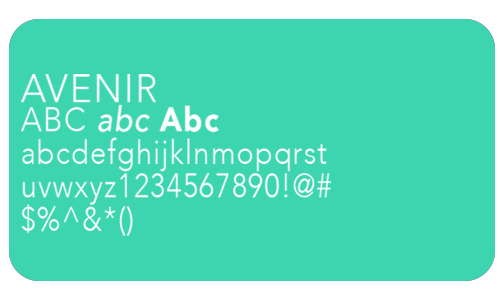 AVENIR
ABC abc Abc
abcdefghijklnmopqrst
uvwxyz1234567890!@#
$%^&*()